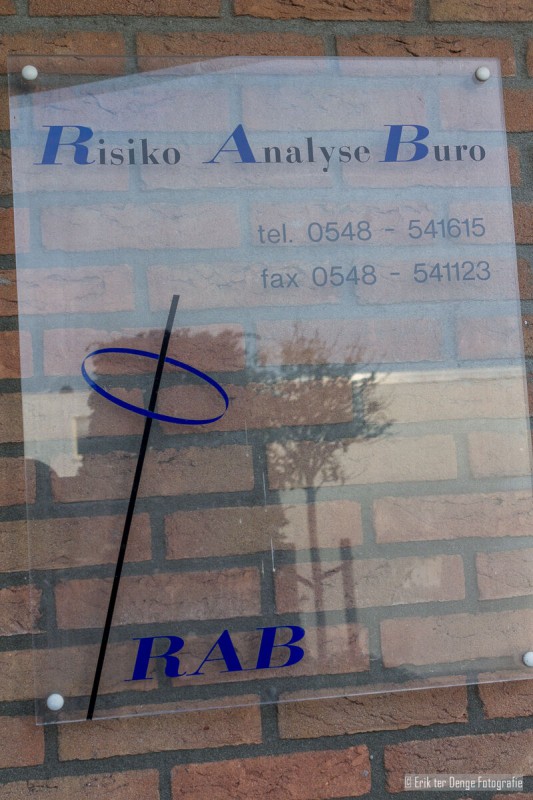 Risiko Analyse Buro
tel. 0548 - 541615
fax 0548 - 541123
RAB
© Erik ter Denge Fotografie